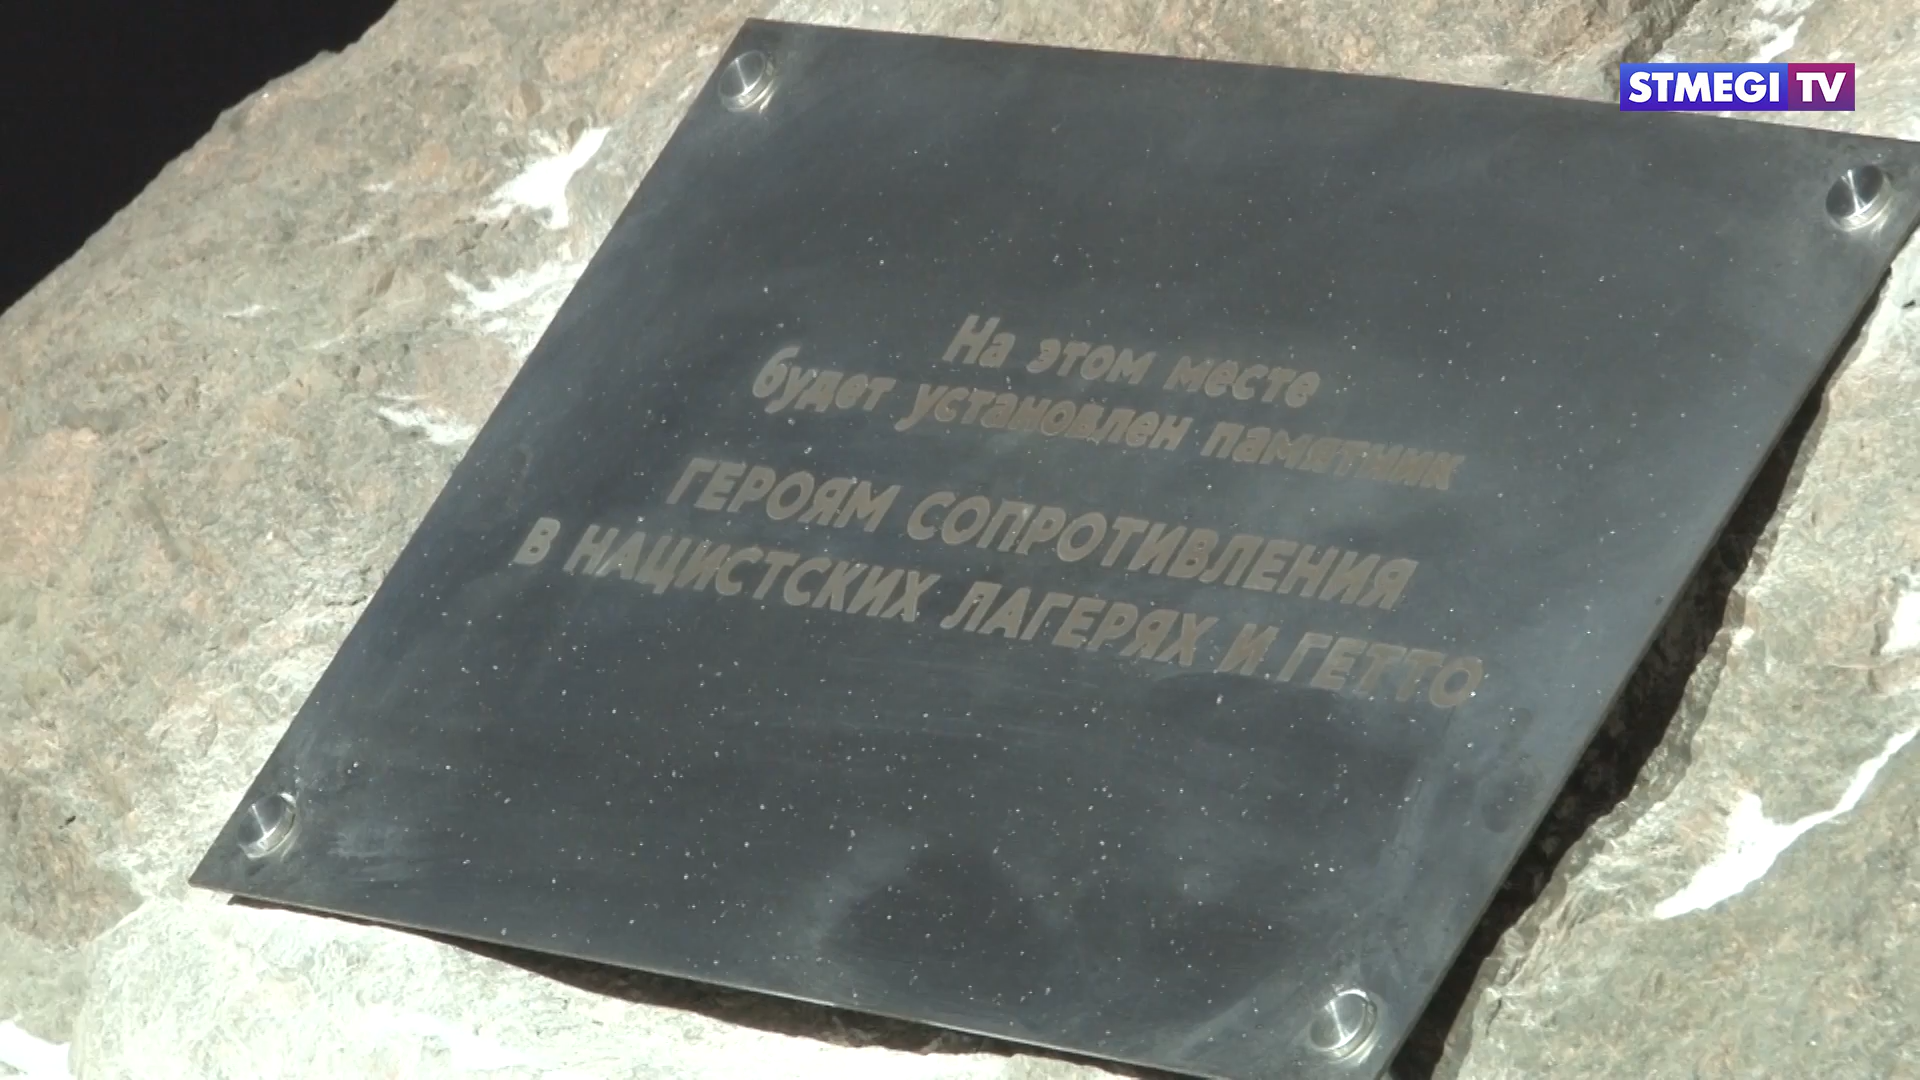 STMEGI TV
На этом месте
будет установлен памятник
ГЕРОЯМ СОПРОТИВЛЕНИЯ
В НАЦИСТСКИХ ЛАГЕРЯХ И ГЕТТО